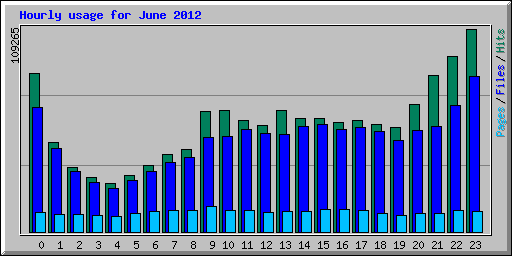 Hourly usage for June 2012
109265
Pages / Files / Hits
0 1 2 3 4 5 6 7 8 9 10 11 12 13 14 15 16 17 18 19 20 21 22 23